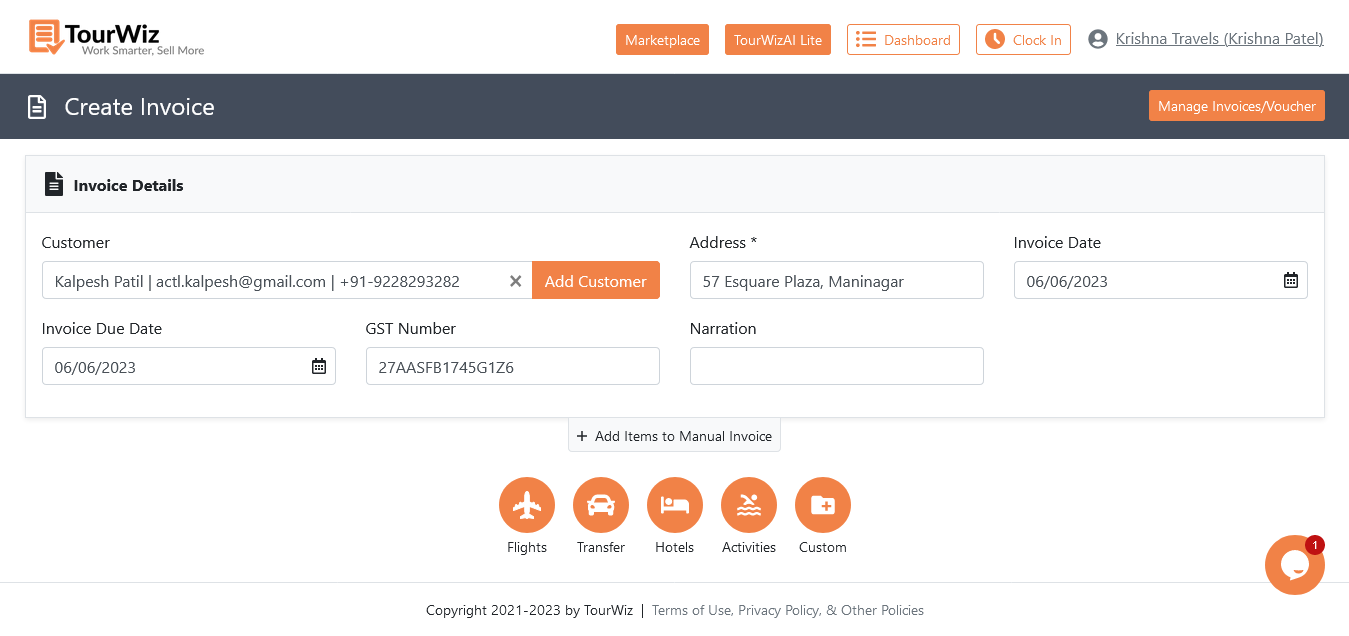 TourWiz
Work Smarter, Sell More
Marketplace
TourWizAI Lite
Dashboard
Clock In
Krishna Travels (Krishna Patel)
Create Invoice
Manage Invoices/Voucher
Invoice Details
Customer
Address *
Invoice Date
Kalpesh Patil | actl.kalpesh@gmail.com | +91-9228293282
Add Customer
57 Esquare Plaza, Maninagar
06/06/2023
Invoice Due Date
GST Number
Narration
06/06/2023
27AASFB1745G1Z6
+ Add Items to Manual Invoice
Flights
Transfer
Hotels
Activities
Custom
1
Copyright 2021-2023 by TourWiz | Terms of Use, Privacy Policy, & Other Policies